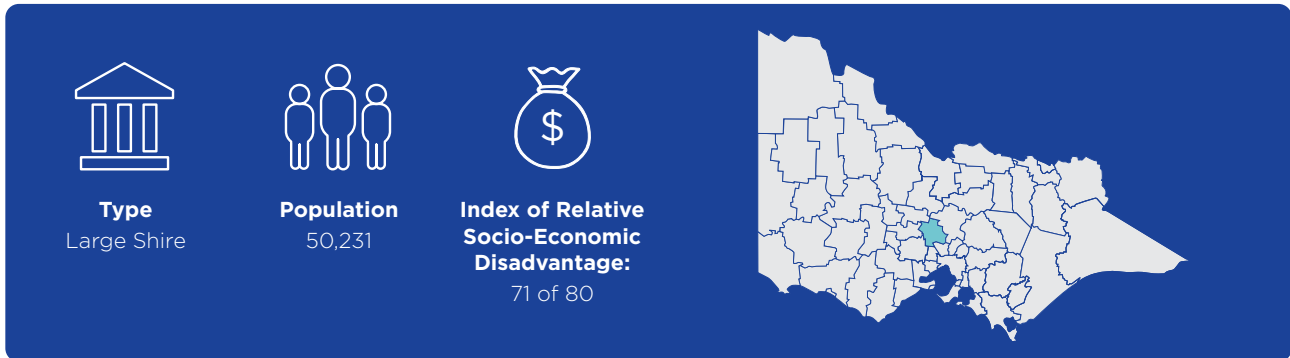 $
Type
Large Shire
Population
50,231
Index of Relative
Socio-Economic
Disadvantage:
71 of 80